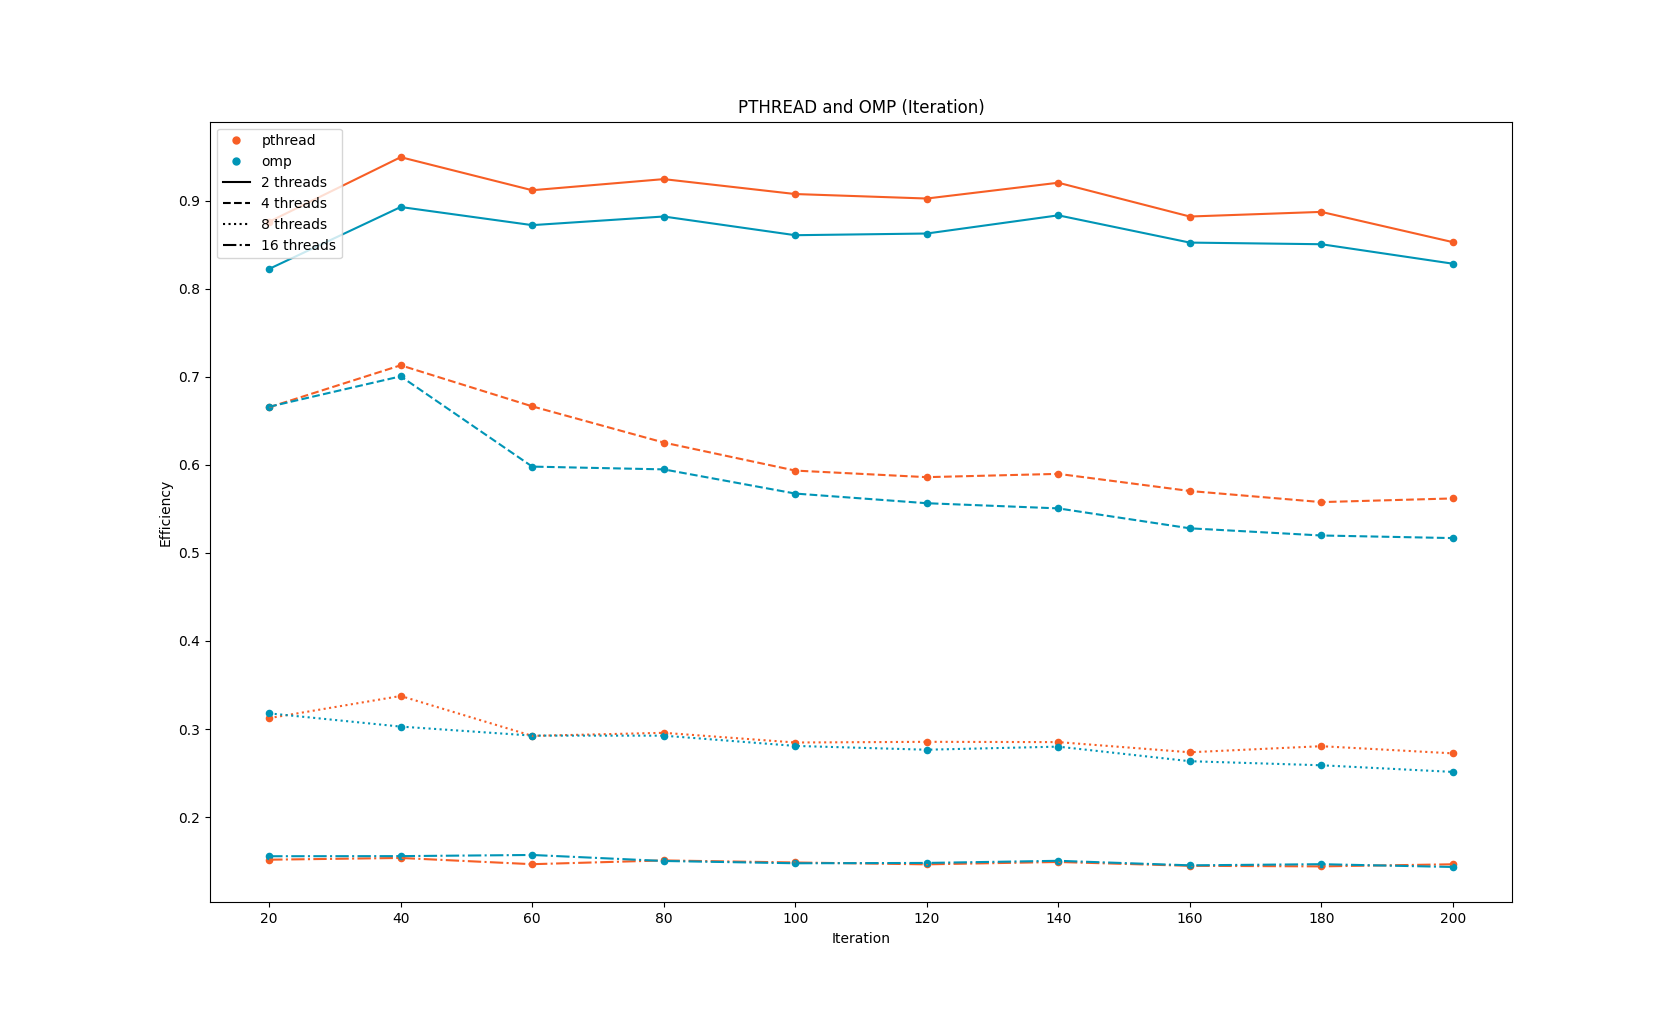 PTHREAD and OMP (Iteration)
pthread
omp
2 threads
4 threads
8 threads
16 threads
Efficiency
0.9
0.8
0.7
0.6
0.5
0.4
0.3
0.2
20 40 60 80 100 120 140 160 180 200
Iteration